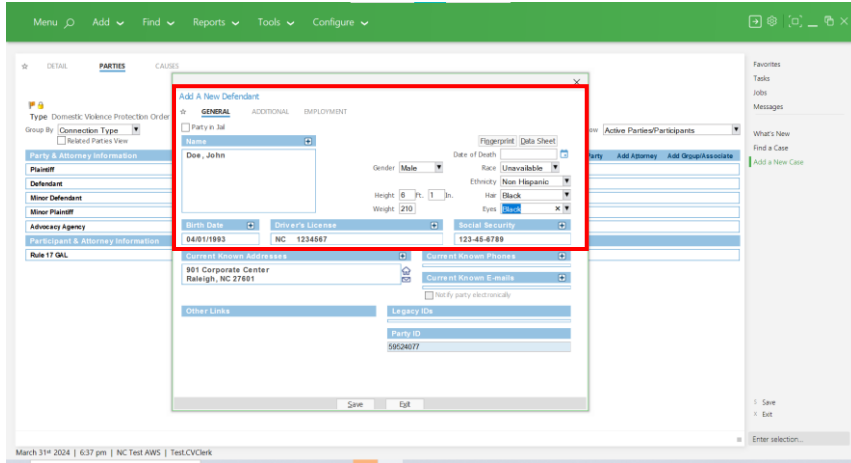 Menu Add Find Reports Tools Configure
DETAIL PARTIES CAUSES
Type Domestic Violence Protection Order
Group By Connection Type
Related Parties View
Active Parties/Participants
Party & Attorney Information
Party Add Attorney Add Group/Associate
Plaintiff
Defendant
Minor Defendant
Minor Plaintiff
Advocacy Agency
Participant & Attorney Information
Rule 17 GAL
Add A New Defendant
GENERAL ADDITIONAL EMPLOYMENT
Party in Jail
Fingerprint Data Sheet
Name
Doe, John
Date of Death
Gender Male Race Unavailable
Ethnicity Non Hispanic
Height 6 Ft. 1 In. Hair Black
Weight 210 Eyes Black
Birth Date Driver's License Social Security
04/01/1993 NC 1234567 123-45-6789
Current Known Addresses Current Known Phones
901 Corporate Center
Raleigh, NC 27601
Current Known E-mails
Notify party electronically
Other Links Legacy IDs
Party ID
59524077
Save Exit
Favorites
Tasks
Jobs
Messages
What's New
Find a Case
Add a New Case
Save
Exit
Enter selection...
March 31st 2024 | 6:37 pm | NC Test AWS | Test.CVClerk